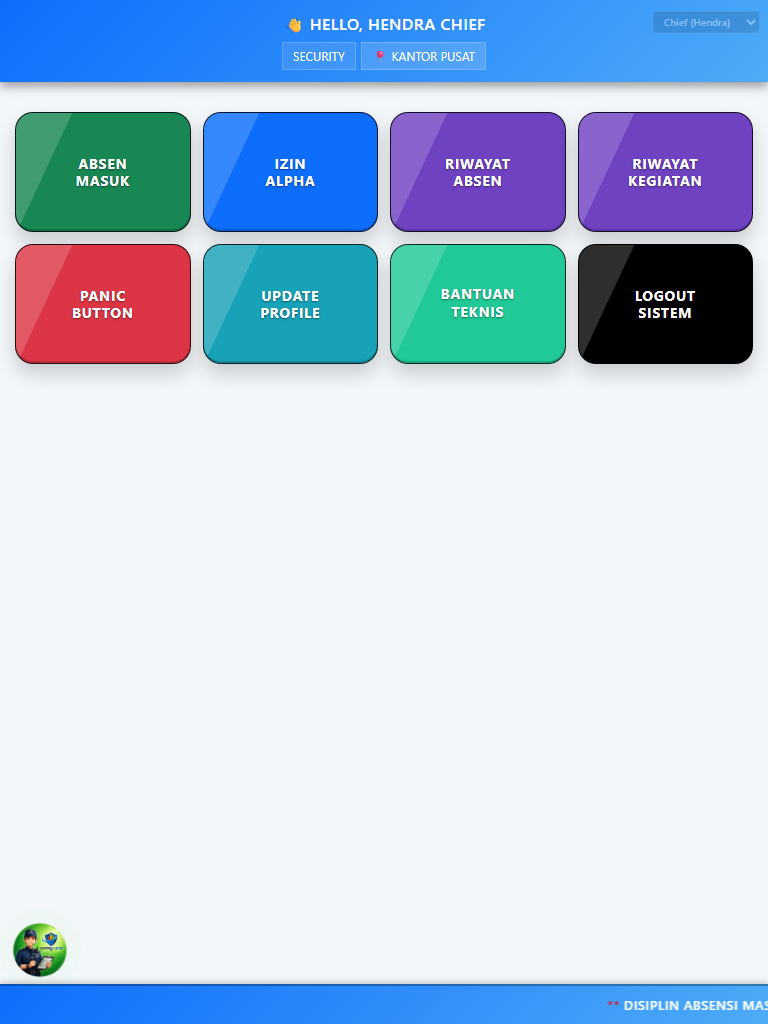 👋 HELLO, HENDRA CHIEF
Chief (Hendra)
SECURITY
📍 KANTOR PUSAT
ABSEN
MASUK
IZIN
ALPHA
RIWAYAT
ABSEN
RIWAYAT
KEGIATAN
PANIC
BUTTON
UPDATE
PROFILE
BANTUAN
TEKNIS
LOGOUT
SISTEM
** DISIPLIN ABSENSI MAS